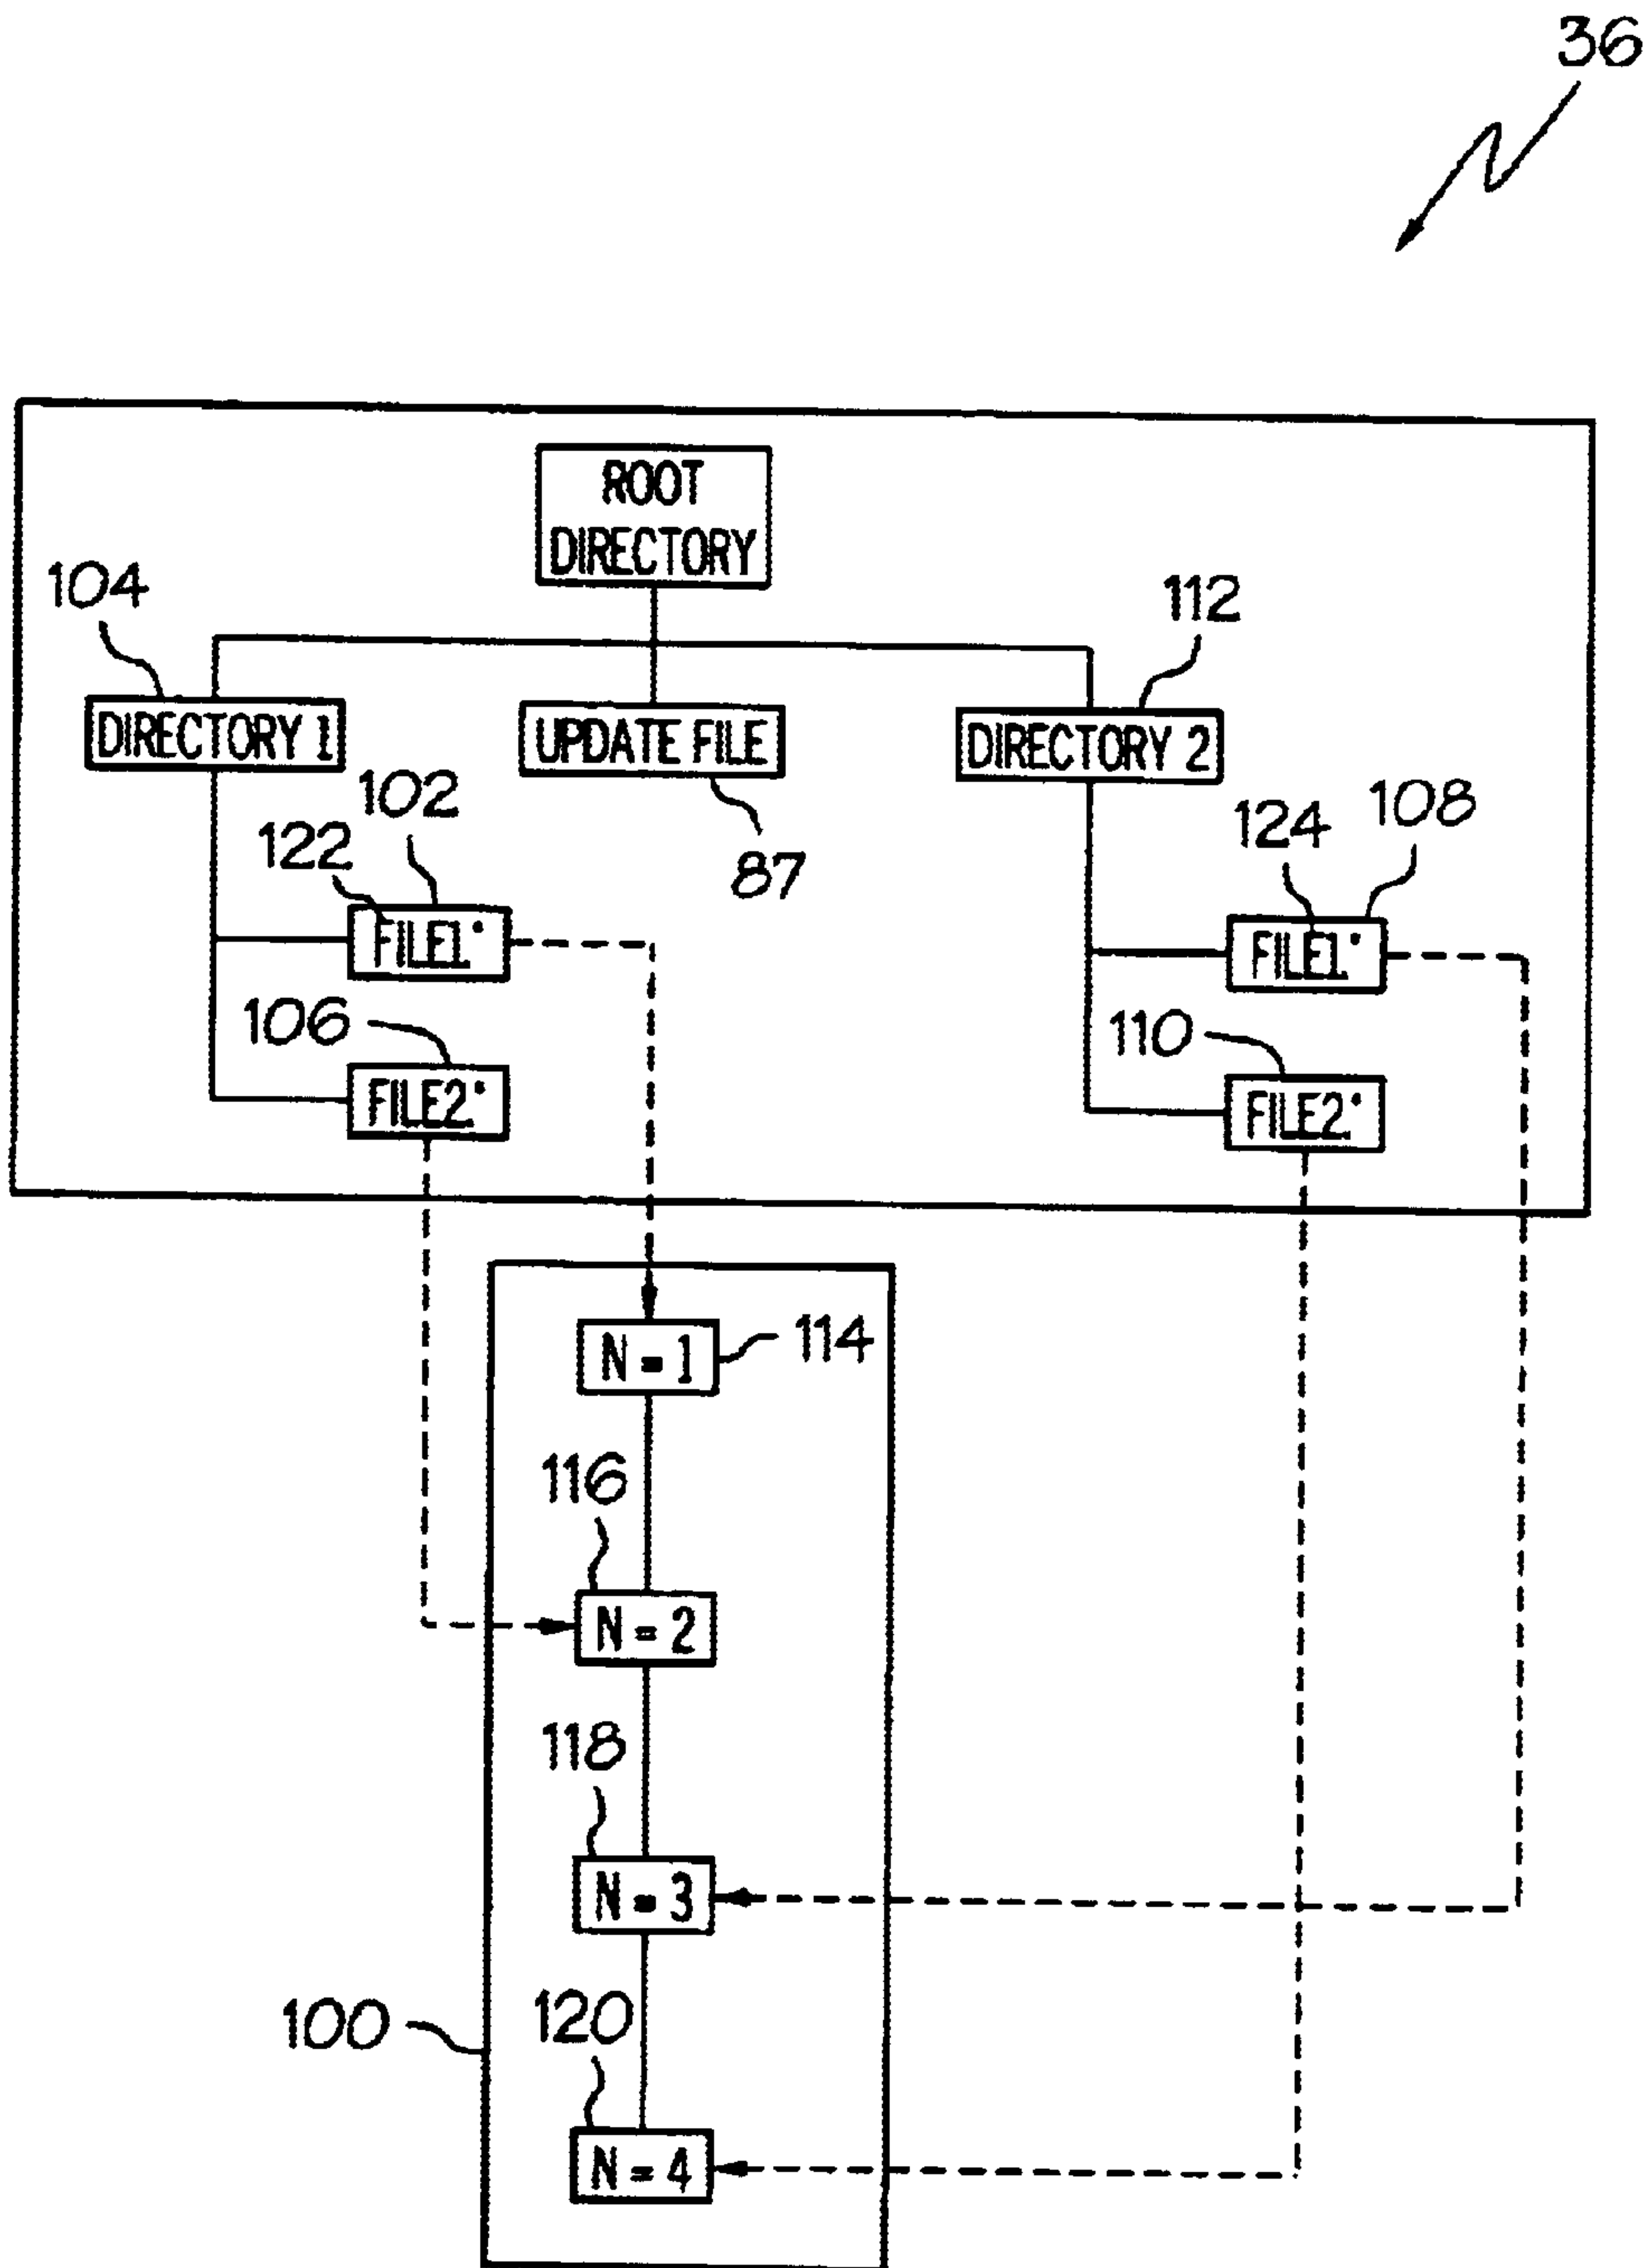 36
ROOT
DIRECTORY
104
112
DIRECTORY 1
UPDATE FILE
DIRECTORY 2
102
108
122
124
87
FILE1'
FILE1'
106
110
FILE2'
FILE2'
N = 1
114
116
N = 2
118
N = 3
100
120
N = 4